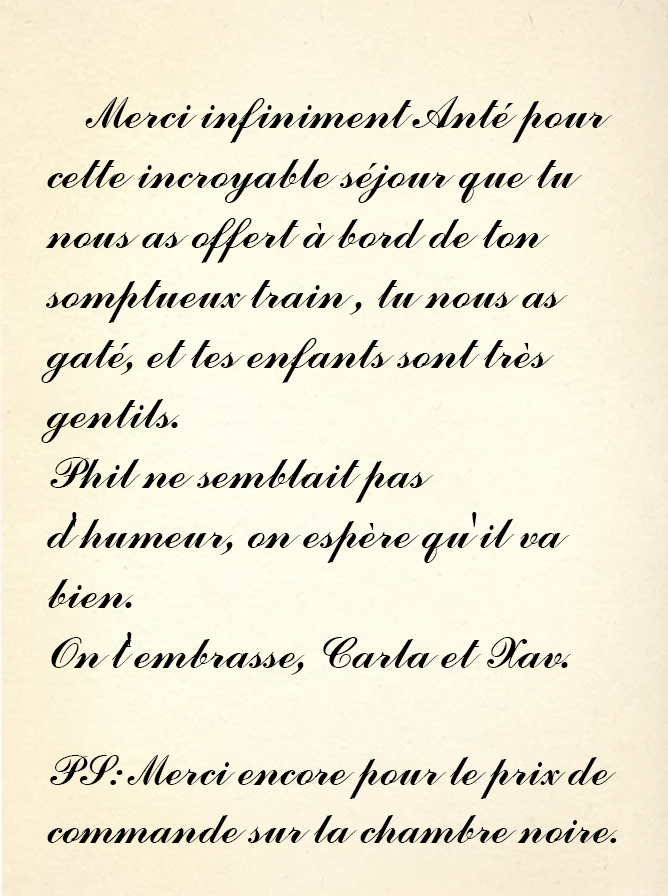 Merci infiniment Anté pour
cette incroyable séjour que tu
nous as offert à bord de ton
somptueux train, tu nous as
gaté, et tes enfants sont très
gentils.
Phil ne semblait pas
d'humeur, on espère qu'il va
bien.
On t'embrasse, Carla et Xav.
PS: Merci encore pour le prix de
commande sur la chambre noire.